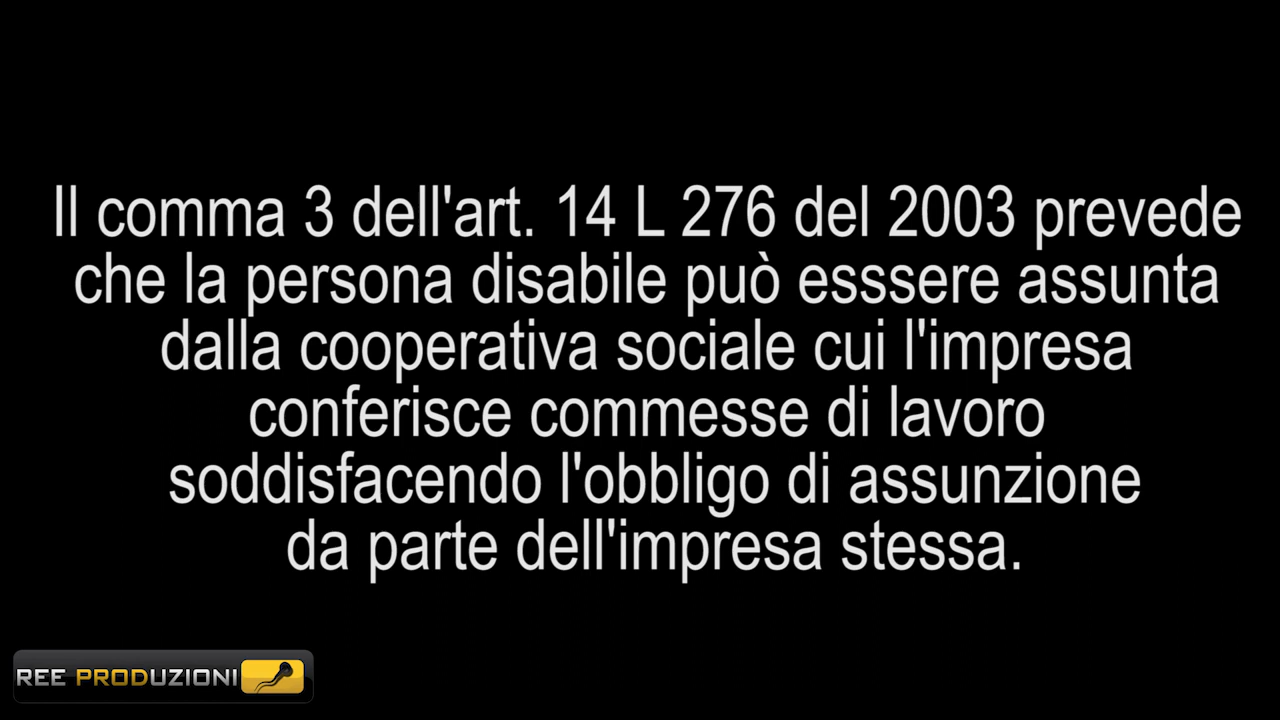 Il comma 3 dell'art. 14 L 276 del 2003 prevede
che la persona disabile può esssere assunta
dalla cooperativa sociale cui l'impresa
conferisce commesse di lavoro
soddisfacendo l'obbligo di assunzione
da parte dell'impresa stessa.
REE PRODUZIONI